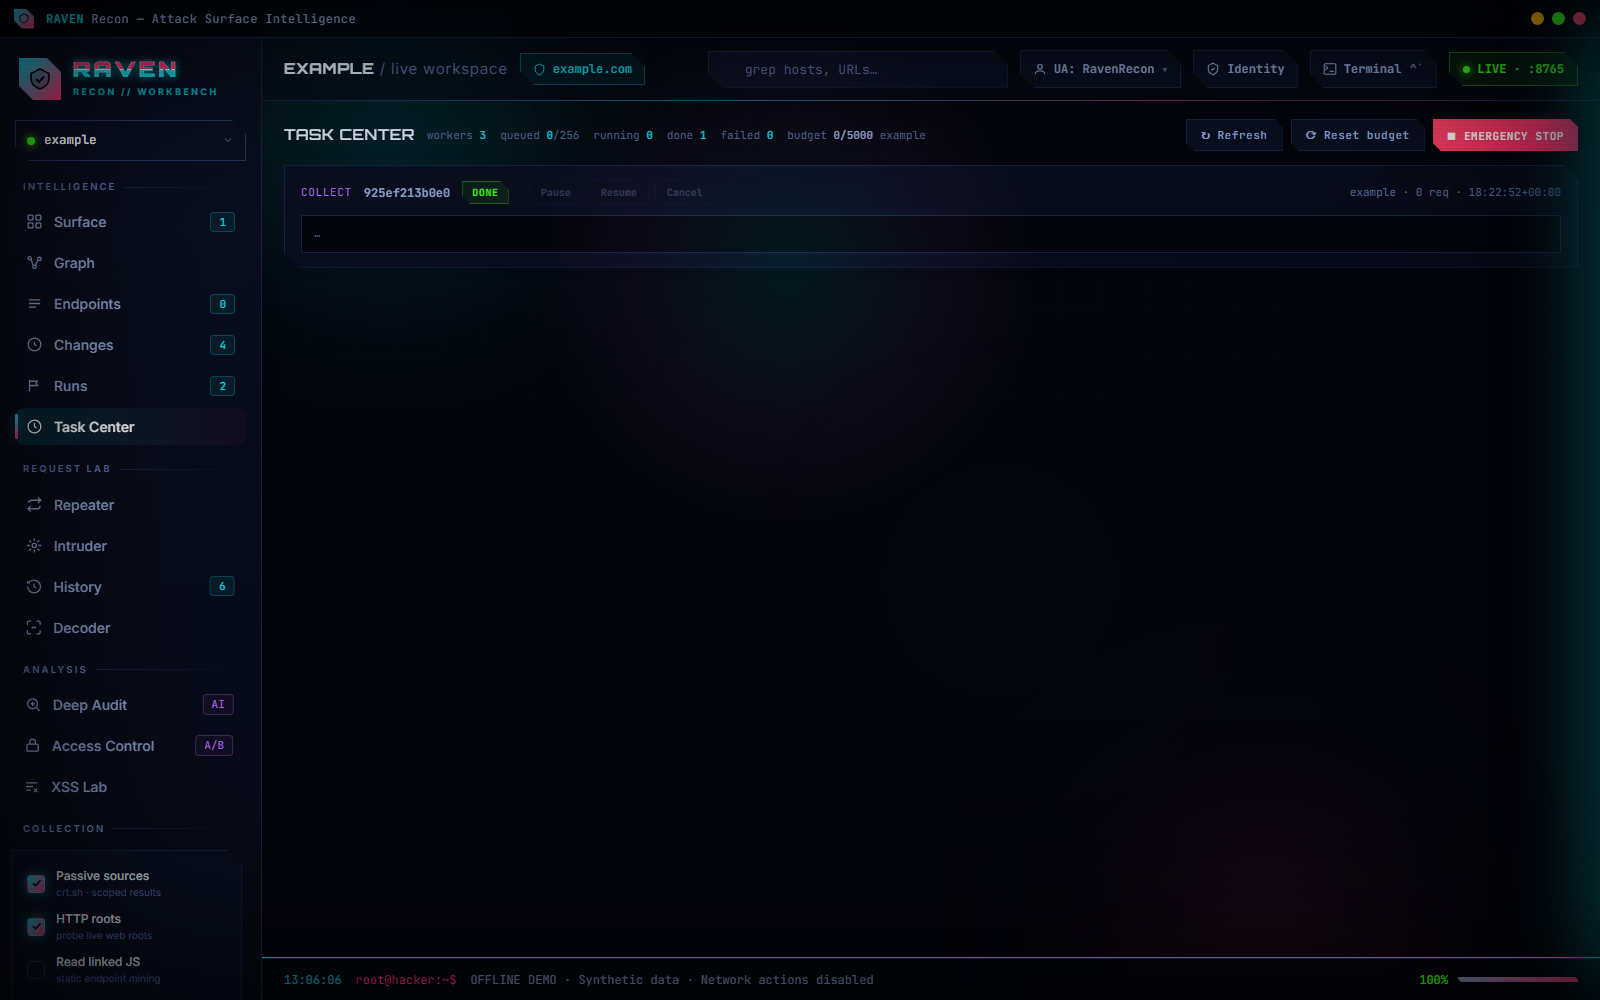 RAVEN Recon — Attack Surface Intelligence
RAVEN
RECON // WORKBENCH
EXAMPLE / live workspace
example.com
grep hosts, URLs…
UA: RavenRecon ▾
Identity
Terminal ^`
LIVE · :8765
example
TASK CENTER
workers 3 queued 0/256 running 0 done 1 failed 0 budget 0/5000 example
↻ Refresh
⟳ Reset budget
■ EMERGENCY STOP
COLLECT 925ef213b0e0 DONE Pause Resume Cancel
example · 0 req · 18:22:52+00:00
…
INTELLIGENCE
Surface 1
Graph
Endpoints 0
Changes 4
Runs 2
Task Center
REQUEST LAB
Repeater
Intruder
History 6
Decoder
ANALYSIS
Deep Audit AI
Access Control A/B
XSS Lab
COLLECTION
Passive sources
crt.sh · scoped results
HTTP roots
probe live web roots
Read linked JS
static endpoint mining
13:06:06 root@hacker:~$ OFFLINE DEMO · Synthetic data · Network actions disabled
100%